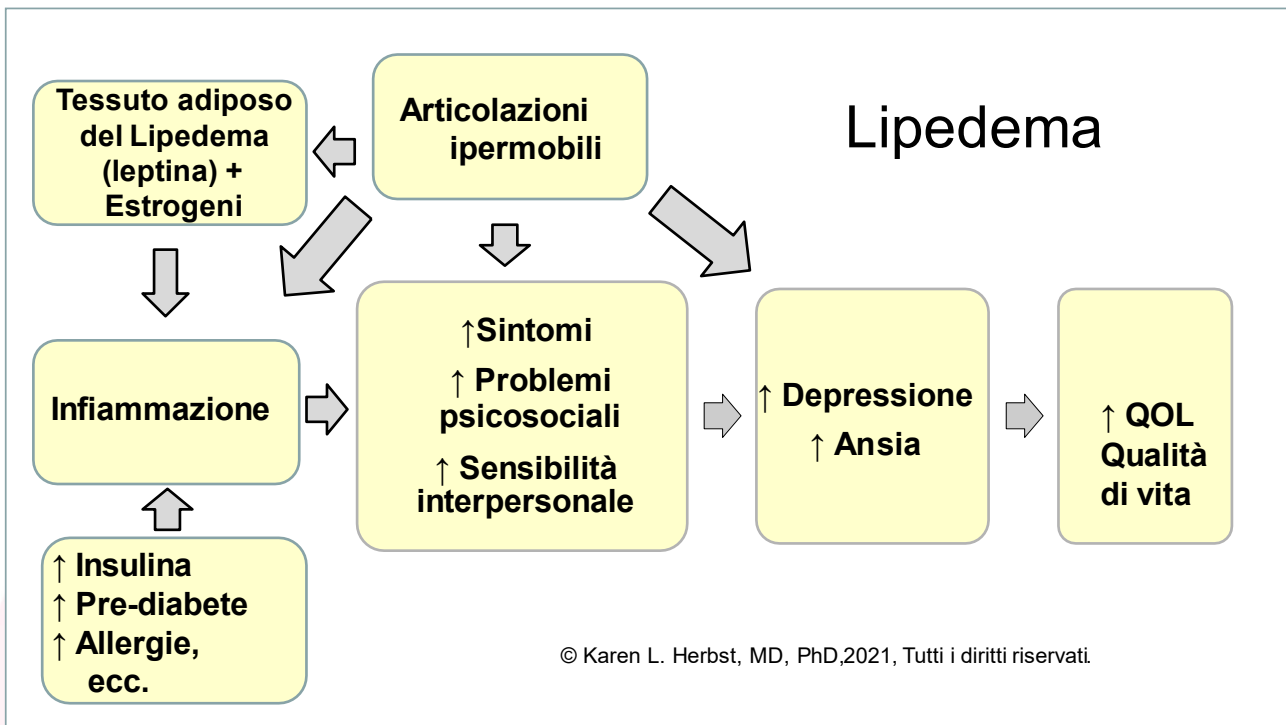 Tessuto adiposo
del Lipedema
(leptina) +
Estrogeni
Articolazioni
ipermobili
Lipedema
Infiammazione
↑Sintomi
↑ Problemi
psicosociali
↑ Sensibilità
interpersonale
↑ Depressione
↑ Ansia
↑ QOL
Qualità
di vita
↑ Insulina
↑ Pre-diabete
↑ Allergie,
ecc.
© Karen L. Herbst, MD, PhD,2021, Tutti i diritti riservati.